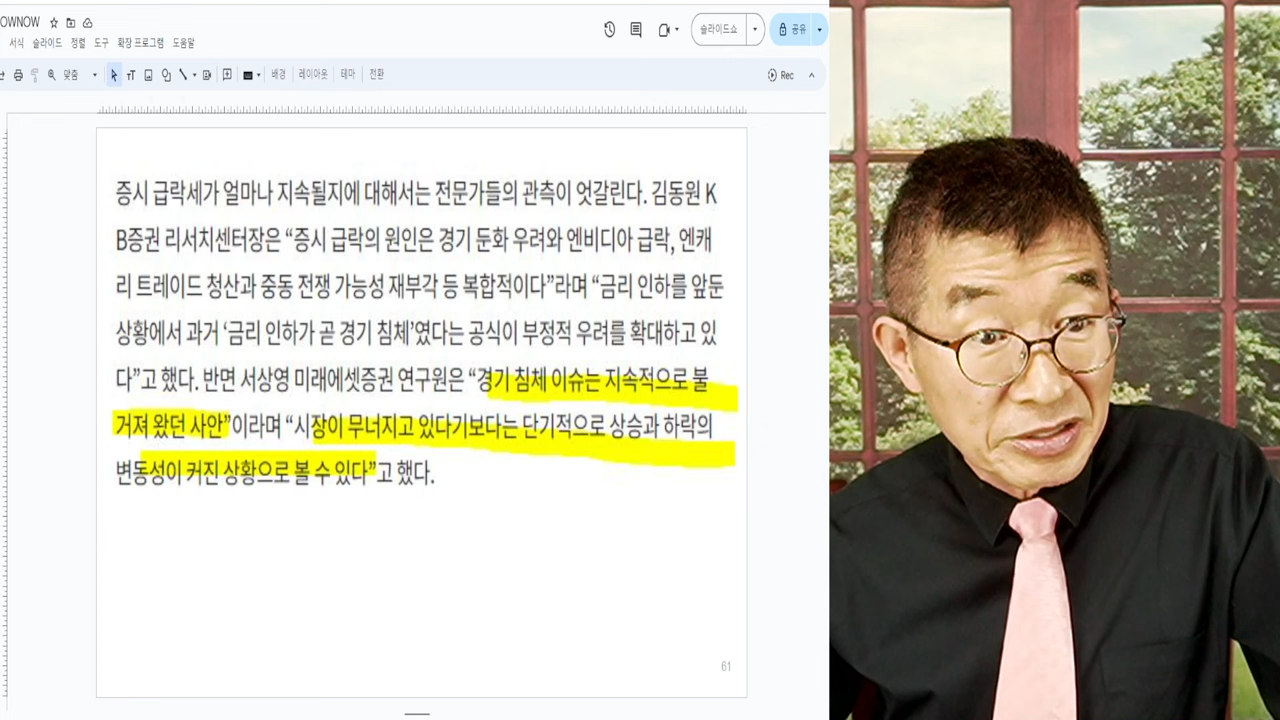 OWNOW
서식 슬라이드 정렬 도구 확장 프로그램 도움말
슬라이드쇼
공유
맞춤
배경 레이아웃 테마 전환
Rec
증시 급락세가 얼마나 지속될지에 대해서는 전문가들의 관측이 엇갈린다. 김동원 K
B증권 리서치센터장은 “증시 급락의 원인은 경기 둔화 우려와 엔비디아 급락, 엔캐
리 트레이드 청산과 중동 전쟁 가능성 재부각 등 복합적이다”라며 “금리 인하를 앞둔
상황에서 과거 ‘금리 인하가 곧 경기 침체’였다는 공식이 부정적 우려를 확대하고 있
다”고 했다. 반면 서상영 미래에셋증권 연구원은 “경기 침체 이슈는 지속적으로 불
거져 왔던 사안”이라며 “시장이 무너지고 있다기보다는 단기적으로 상승과 하락의
변동성이 커진 상황으로 볼 수 있다”고 했다.
61